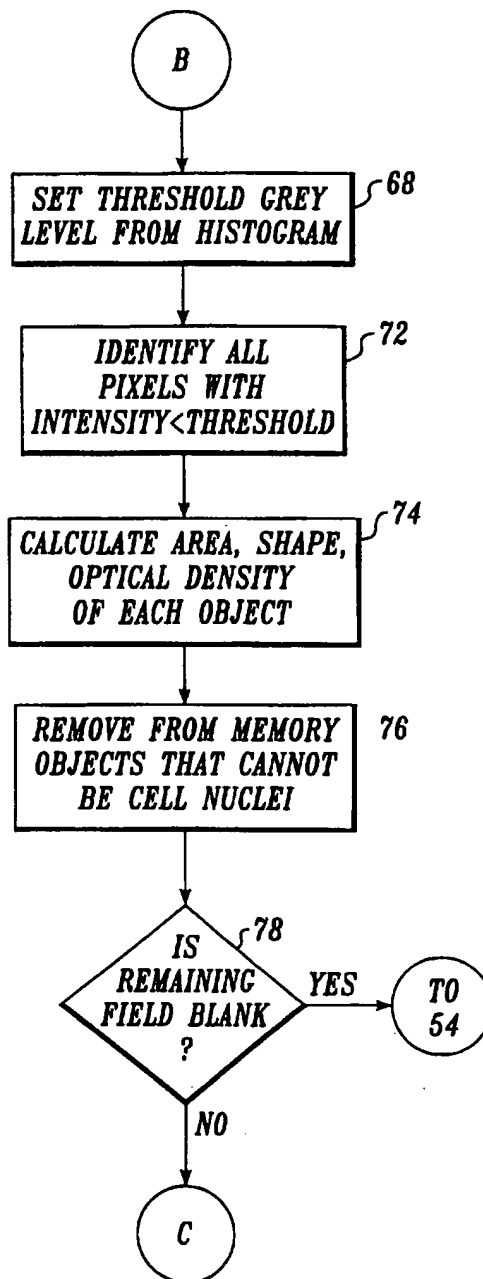 B
68
SET THRESHOLD GREY
LEVEL FROM HISTOGRAM
72
IDENTIFY ALL
PIXELS WITH
INTENSITY<THRESHOLD
74
CALCULATE AREA, SHAPE,
OPTICAL DENSITY
OF EACH OBJECT
76
REMOVE FROM MEMORY
OBJECTS THAT CANNOT
BE CELL NUCLEI
78
IS
REMAINING
FIELD BLANK
?
YES
TO
54
NO
C